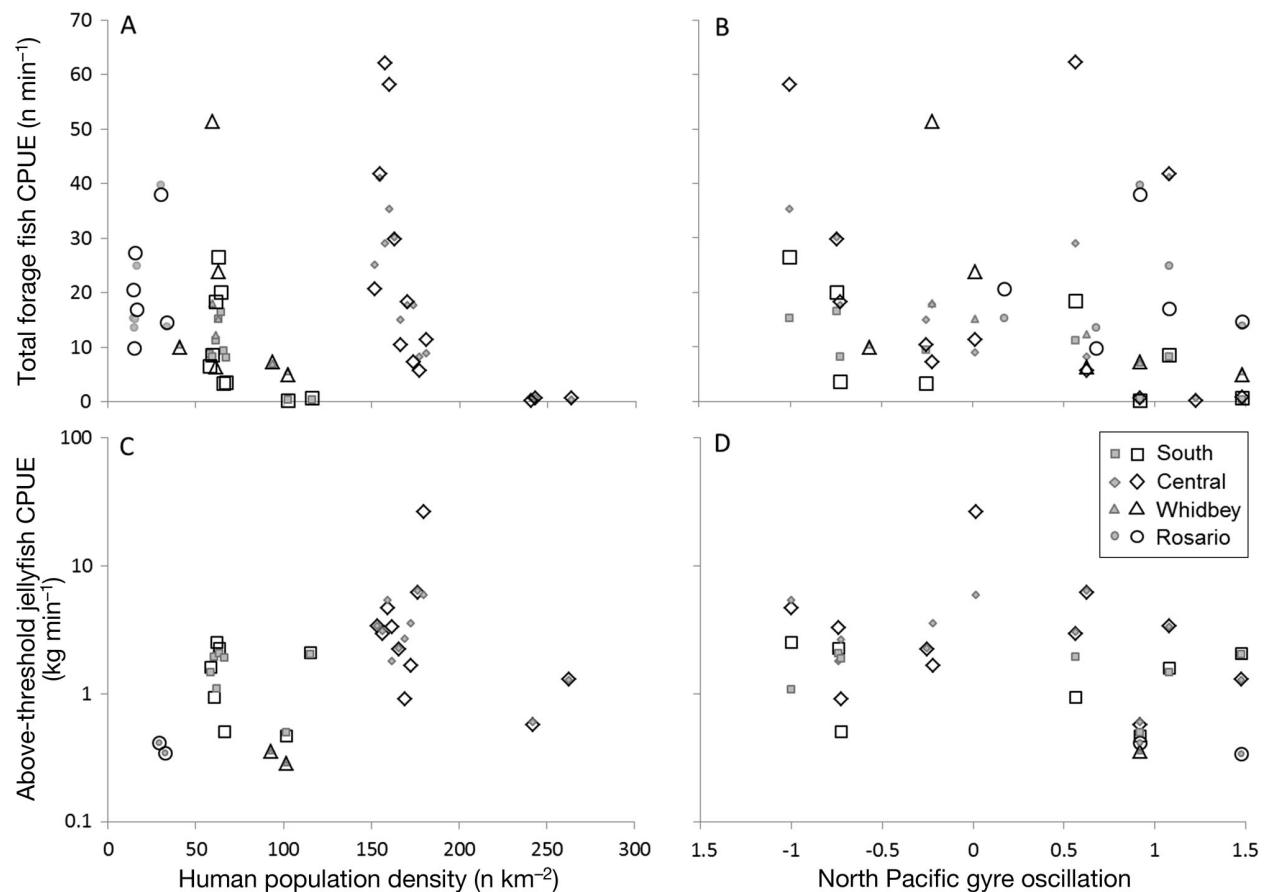 A
B
70
60
50
40
30
20
10
0
Total forage fish CPUE (n min⁻¹)
C
D
100
10
1
0.1
Above-threshold jellyfish CPUE
(kg min⁻¹)
South
Central
Whidbey
Rosario
0 50 100 150 200 250 300
1.5 -1 -0.5 0 0.5 1 1.5
Human population density (n km⁻²)
North Pacific gyre oscillation